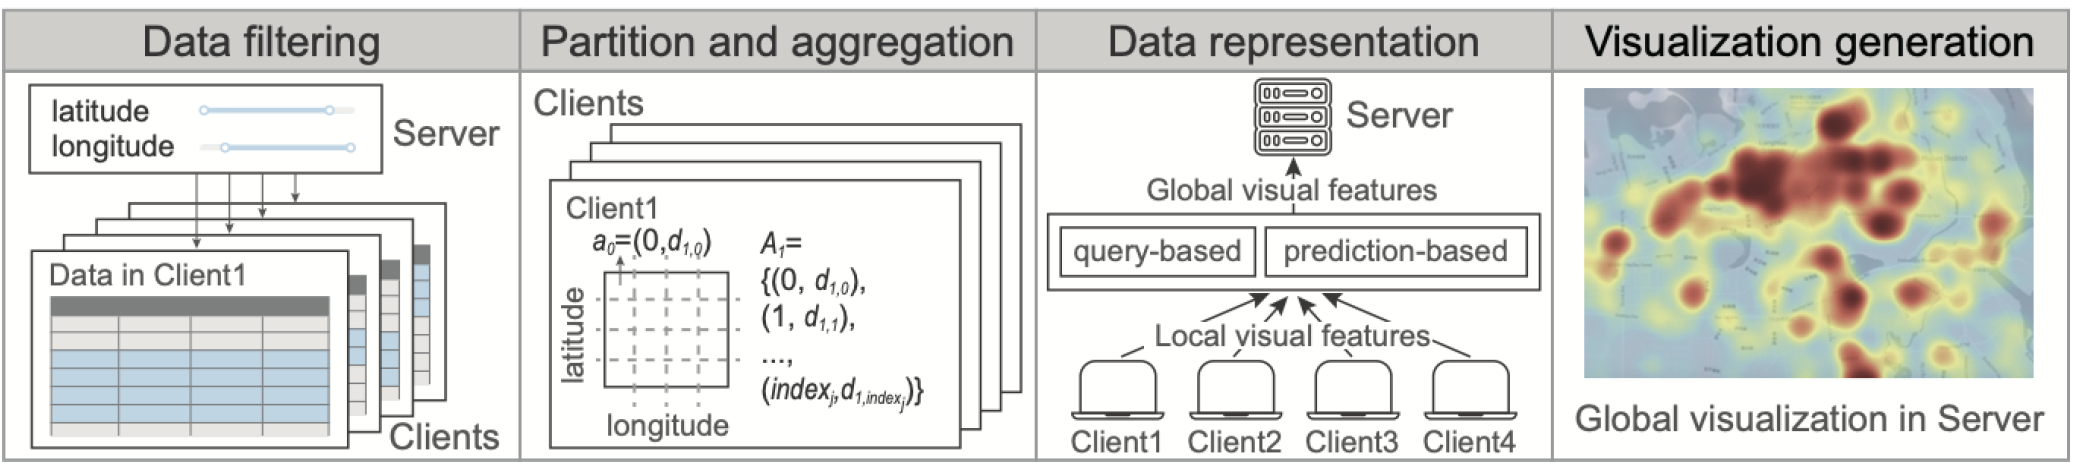 Data filtering
latitude
longitude
Server
Data in Client1
Clients
Partition and aggregation
Clients
Client1
a₀=(0,d₁,₀)
A₁=
{(0, d₁,₀),
(1, d₁,₁),
...,
(indexⱼ,d₁,indexⱼ)}
latitude
longitude
Data representation
Server
Global visual features
query-based
prediction-based
Local visual features
Client1 Client2 Client3 Client4
Visualization generation
Global visualization in Server